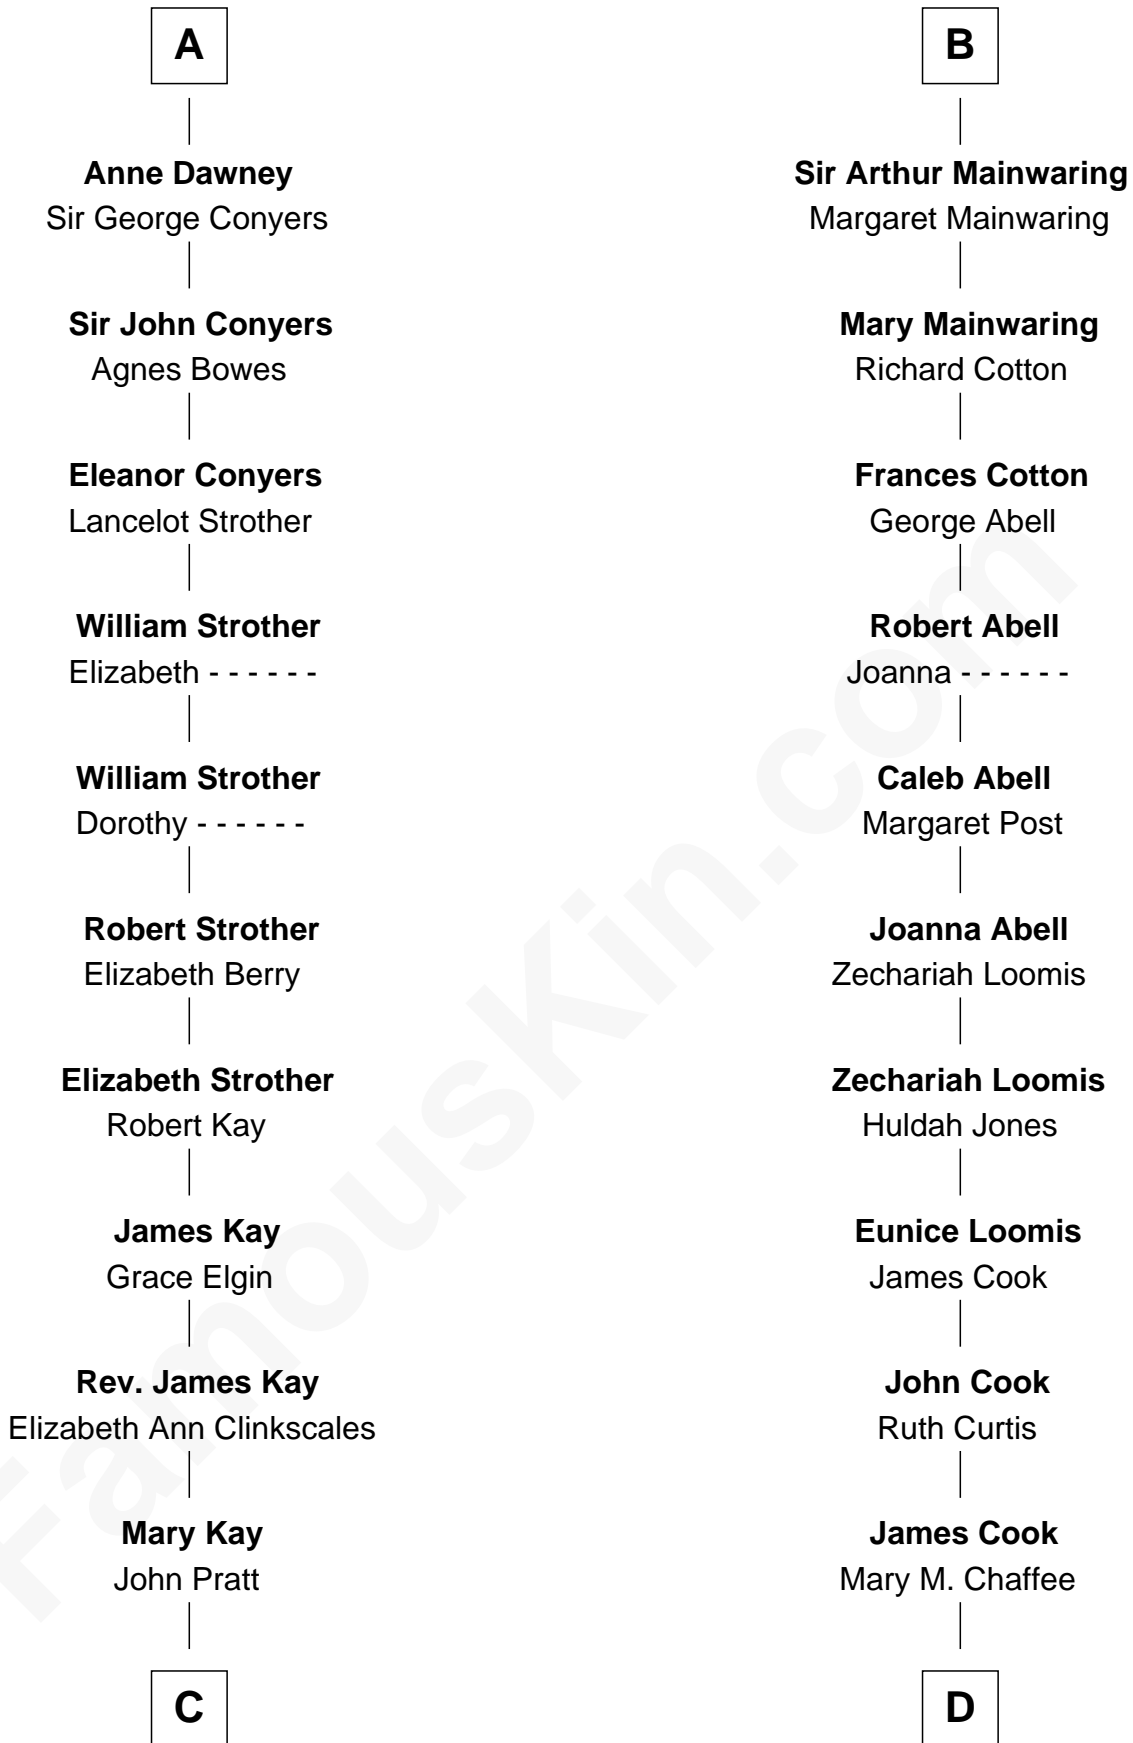 A
Anne Dawney
Sir George Conyers
Sir John Conyers
Agnes Bowes
Eleanor Conyers
Lancelot Strother
William Strother
Elizabeth - - - - - -
William Strother
Dorothy - - - - - -
Robert Strother
Elizabeth Berry
Elizabeth Strother
Robert Kay
James Kay
Grace Elgin
Rev. James Kay
Elizabeth Ann Clinkscales
Mary Kay
John Pratt
C
B
Sir Arthur Mainwaring
Margaret Mainwaring
Mary Mainwaring
Richard Cotton
Frances Cotton
George Abell
Robert Abell
Joanna - - - - - -
Caleb Abell
Margaret Post
Joanna Abell
Zechariah Loomis
Zechariah Loomis
Huldah Jones
Eunice Loomis
James Cook
John Cook
Ruth Curtis
James Cook
Mary M. Chaffee
D
FamousKin.com